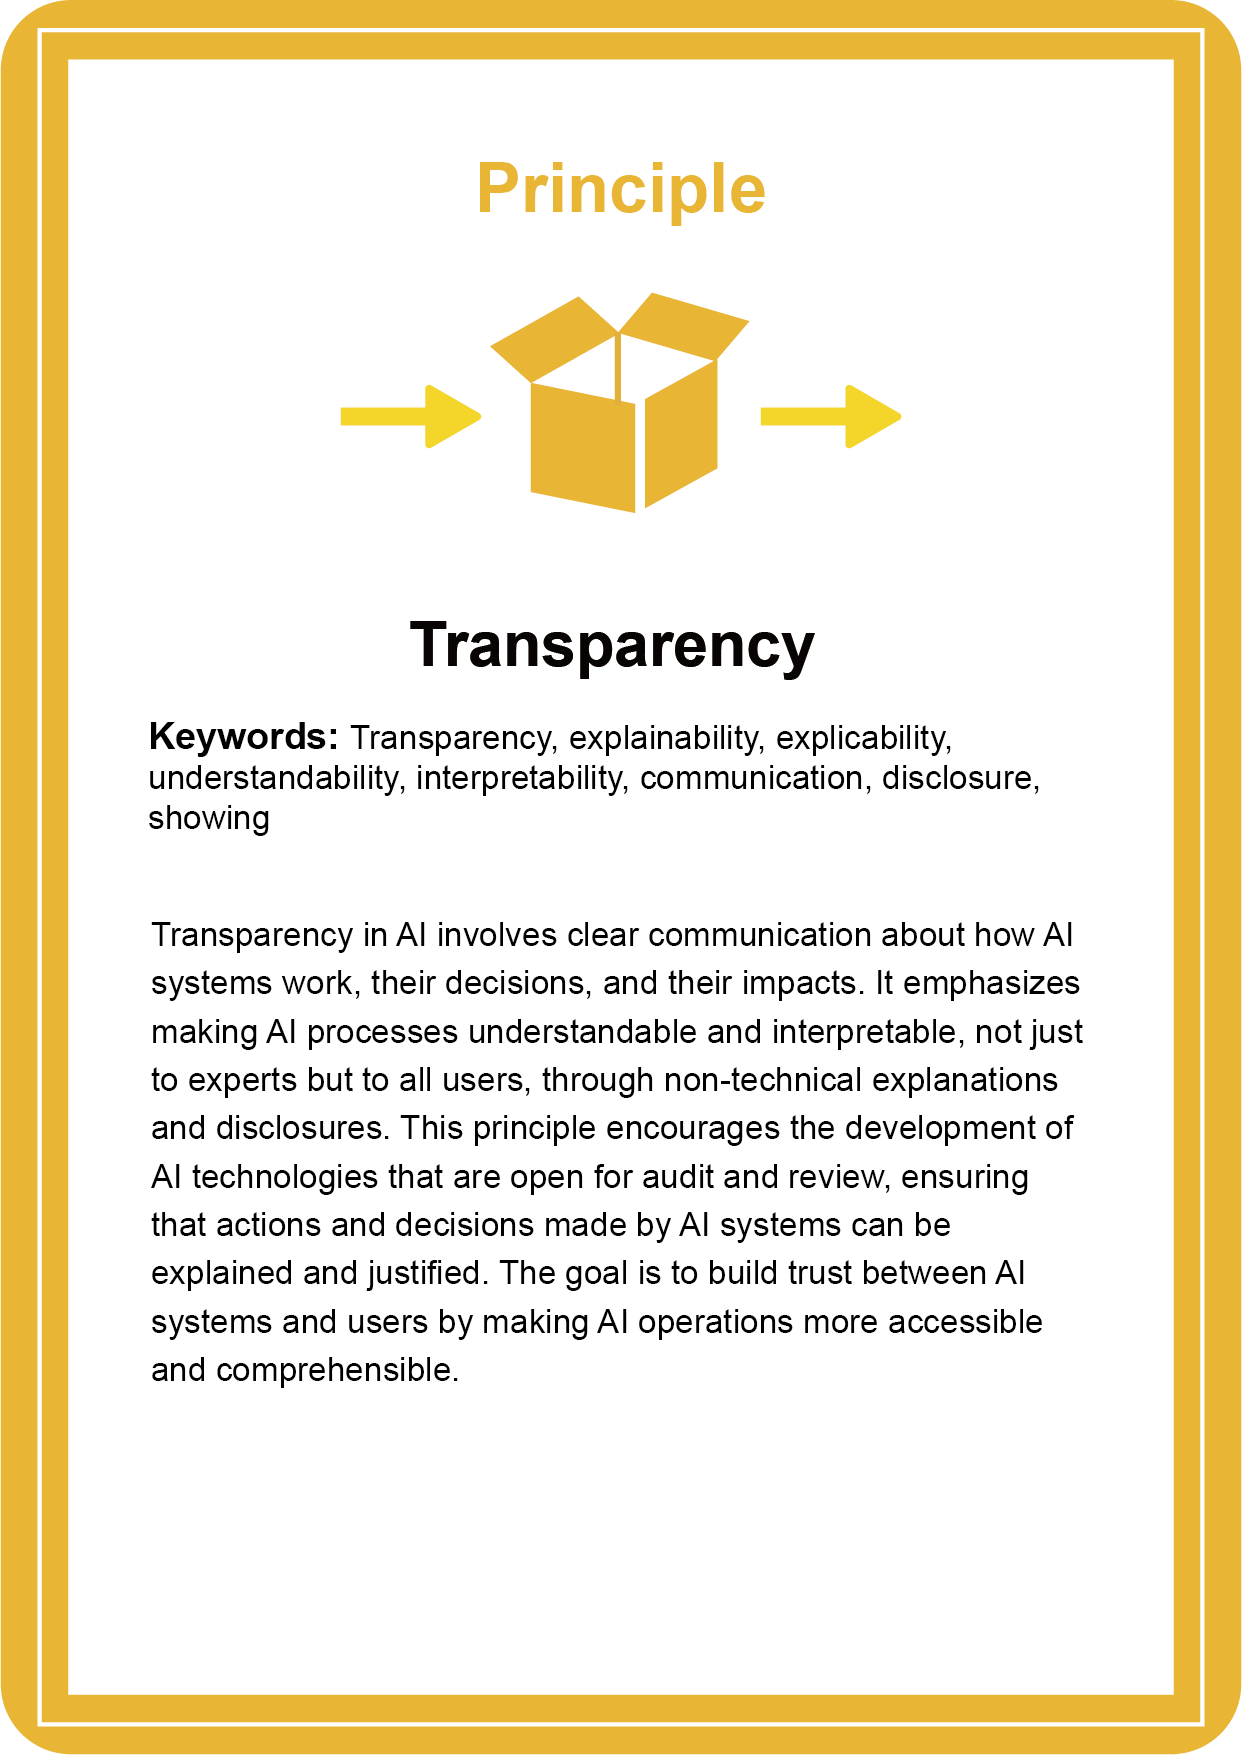 Principle
Transparency
Keywords: Transparency, explainability, explicability,
understandability, interpretability, communication, disclosure,
showing
Transparency in AI involves clear communication about how AI
systems work, their decisions, and their impacts. It emphasizes
making AI processes understandable and interpretable, not just
to experts but to all users, through non-technical explanations
and disclosures. This principle encourages the development of
AI technologies that are open for audit and review, ensuring
that actions and decisions made by AI systems can be
explained and justified. The goal is to build trust between AI
systems and users by making AI operations more accessible
and comprehensible.